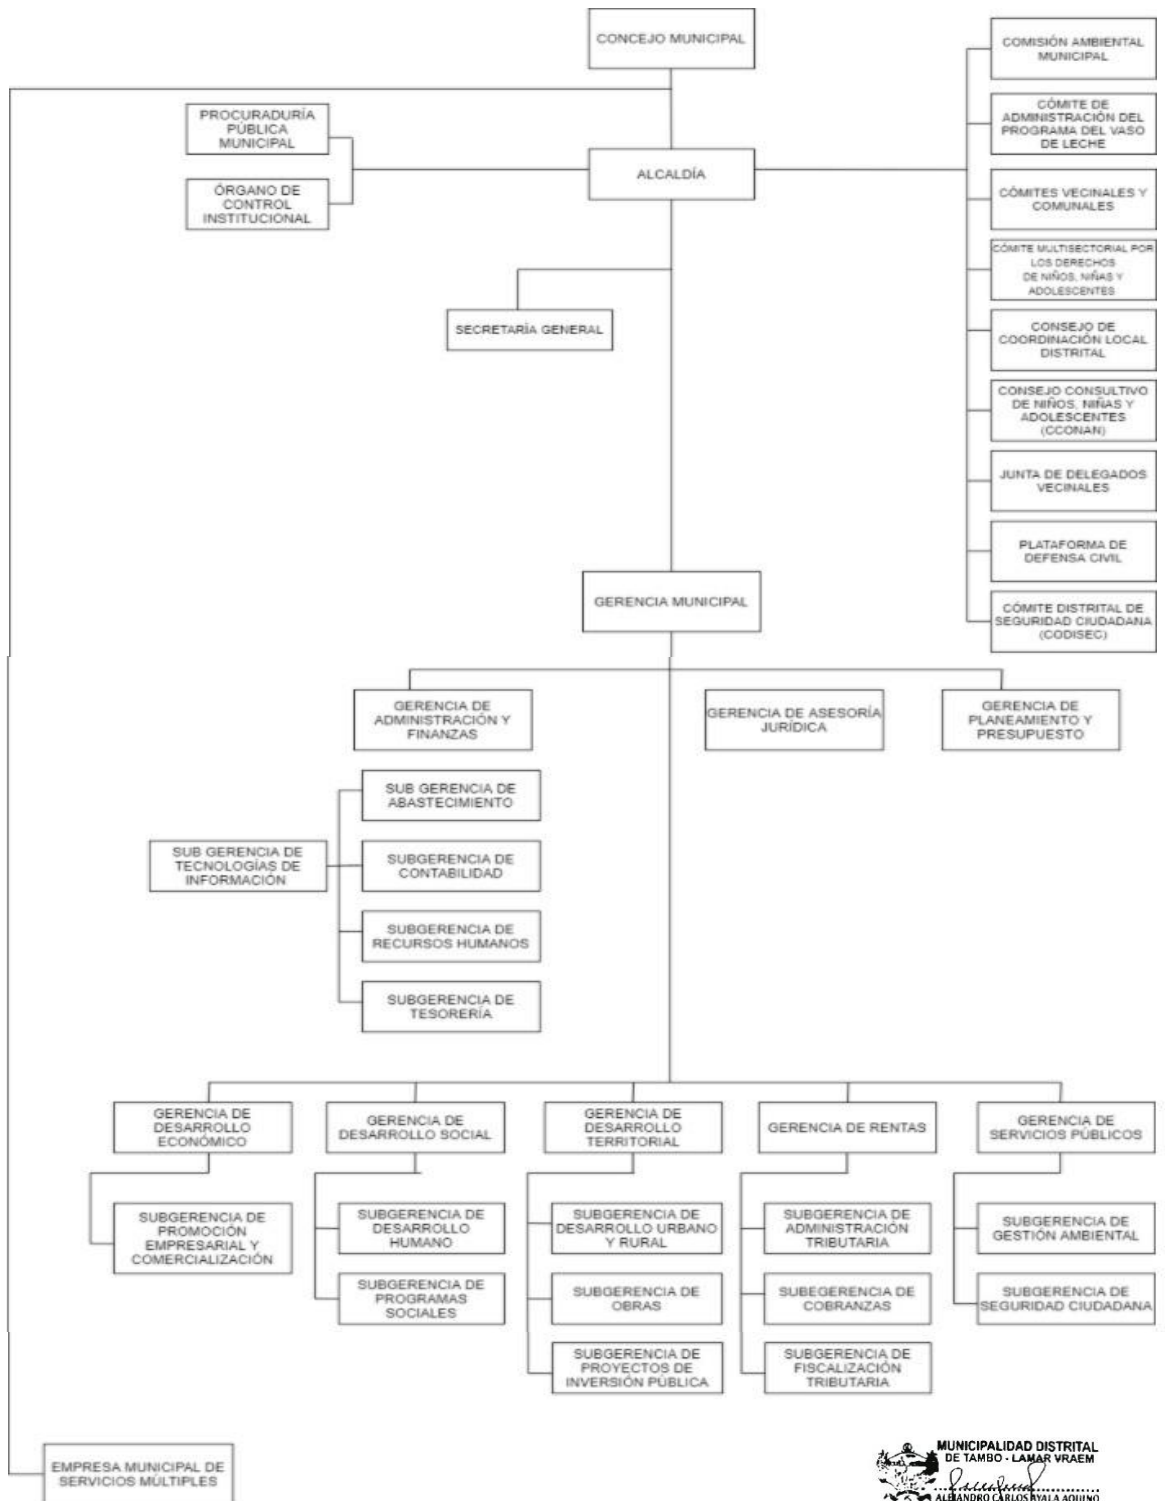 CONCEJO MUNICIPAL
PROCURADURÍA
PÚBLICA
MUNICIPAL
ÓRGANO DE
CONTROL
INSTITUCIONAL
ALCALDÍA
SECRETARÍA GENERAL
COMISIÓN AMBIENTAL
MUNICIPAL
CÓMITE DE
ADMINISTRACIÓN DEL
PROGRAMA DEL VASO
DE LECHE
CÓMITES VECINALES Y
COMUNALES
CÓMITE MULTISECTORIAL POR
LOS DERECHOS
DE NIÑOS, NIÑAS Y
ADOLESCENTES
CONSEJO DE
COORDINACIÓN LOCAL
DISTRITAL
CONSEJO CONSULTIVO
DE NIÑOS, NIÑAS Y
ADOLESCENTES
(CCONAN)
JUNTA DE DELEGADOS
VECINALES
PLATAFORMA DE
DEFENSA CIVIL
CÓMITE DISTRITAL DE
SEGURIDAD CIUDADANA
(CODISEC)
GERENCIA MUNICIPAL
GERENCIA DE
ADMINISTRACIÓN Y
FINANZAS
GERENCIA DE ASESORÍA
JURÍDICA
GERENCIA DE
PLANEAMIENTO Y
PRESUPUESTO
SUB GERENCIA DE
TECNOLOGÍAS DE
INFORMACIÓN
SUB GERENCIA DE
ABASTECIMIENTO
SUBGERENCIA DE
CONTABILIDAD
SUBGERENCIA DE
RECURSOS HUMANOS
SUBGERENCIA DE
TESORERÍA
GERENCIA DE
DESARROLLO
ECONÓMICO
SUBGERENCIA DE
PROMOCIÓN
EMPRESARIAL Y
COMERCIALIZACIÓN
GERENCIA DE
DESARROLLO SOCIAL
SUBGERENCIA DE
DESARROLLO
HUMANO
SUBGERENCIA DE
PROGRAMAS
SOCIALES
GERENCIA DE
DESARROLLO
TERRITORIAL
SUBGERENCIA DE
DESARROLLO URBANO
Y RURAL
SUBGERENCIA DE
OBRAS
SUBGERENCIA DE
PROYECTOS DE
INVERSIÓN PÚBLICA
GERENCIA DE RENTAS
SUBGERENCIA DE
ADMINISTRACIÓN
TRIBUTARIA
SUBEGERENCIA DE
COBRANZAS
SUBGERENCIA DE
FISCALIZACIÓN
TRIBUTARIA
GERENCIA DE
SERVICIOS PÚBLICOS
SUBGERENCIA DE
GESTIÓN AMBIENTAL
SUBGERENCIA DE
SEGURIDAD CIUDADANA
EMPRESA MUNICIPAL DE
SERVICIOS MÚLTIPLES
MUNICIPALIDAD DISTRITAL
DE TAMBO - LAMAR VRAEM
ALEJANDRO CARLOS AYALA AQUINO